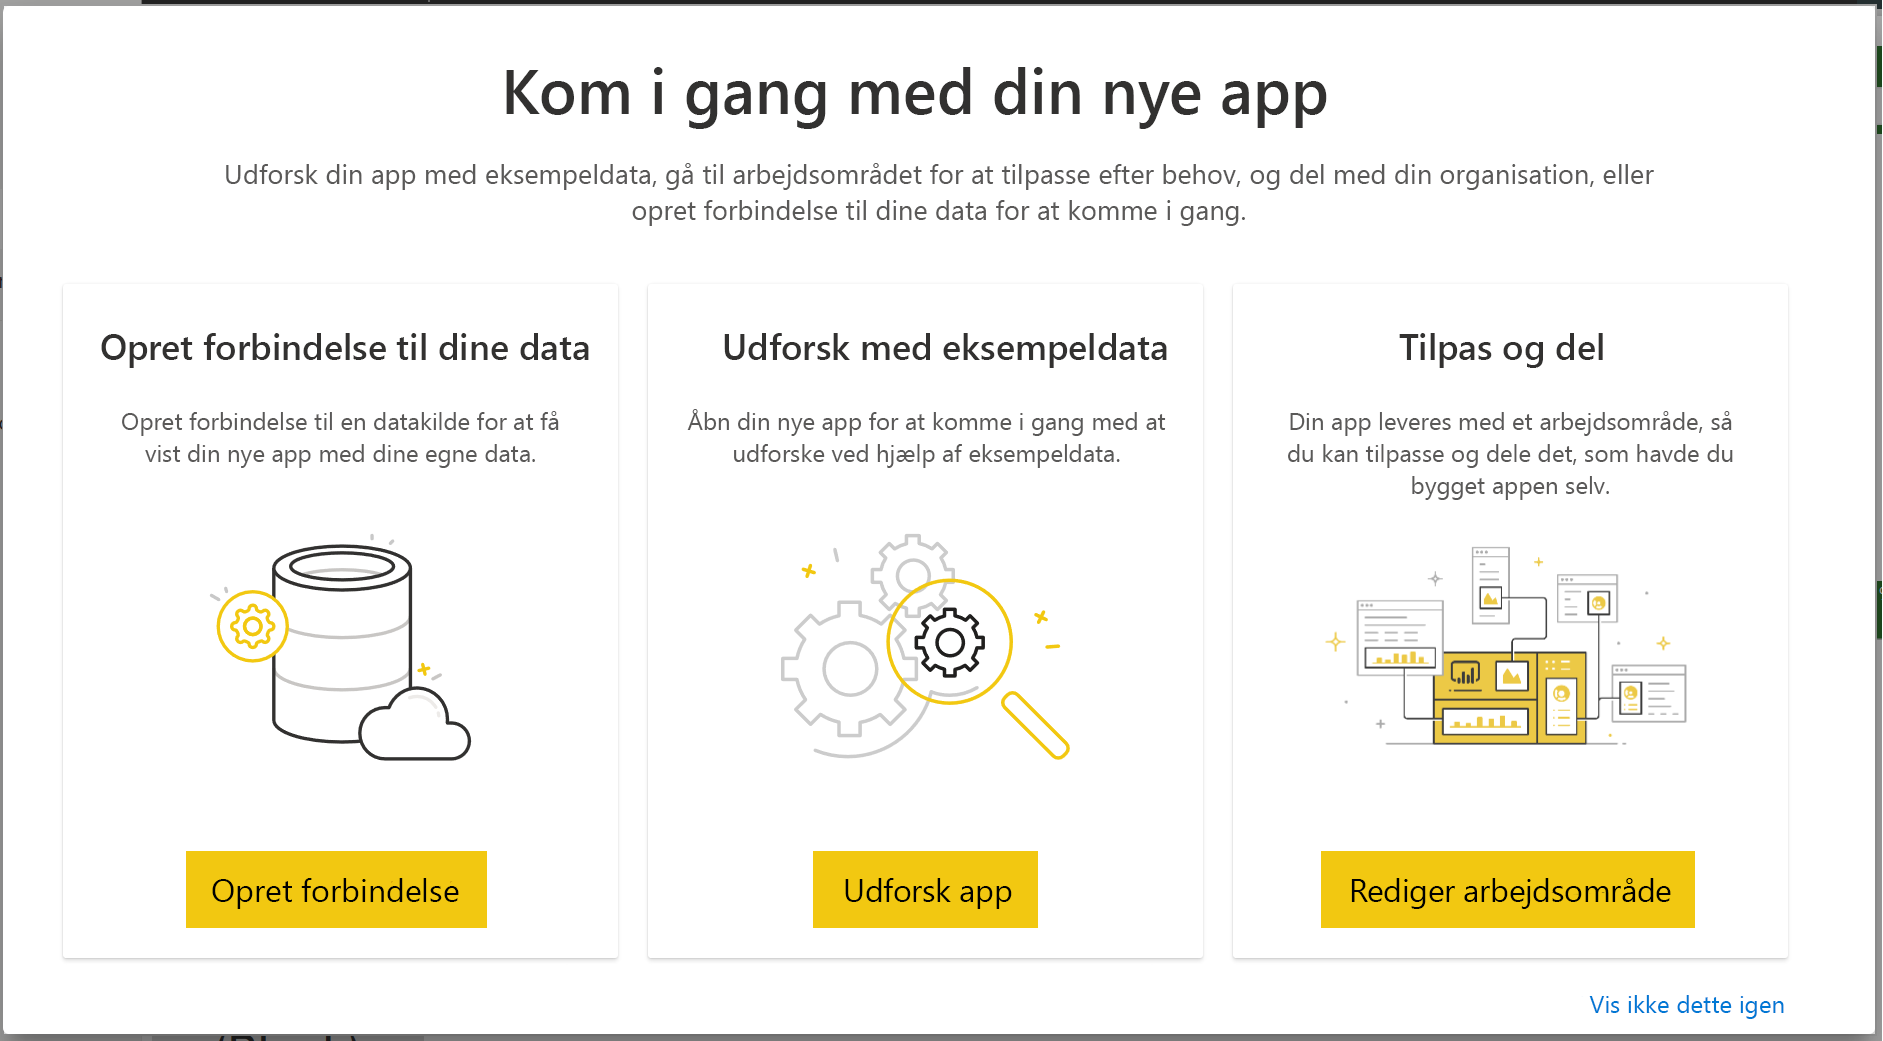 Kom i gang med din nye app
Udforsk din app med eksempeldata, gå til arbejdsområdet for at tilpasse efter behov, og del med din organisation, eller
opret forbindelse til dine data for at komme i gang.
Opret forbindelse til dine data
Opret forbindelse til en datakilde for at få
vist din nye app med dine egne data.
Opret forbindelse
Udforsk med eksempeldata
Åbn din nye app for at komme i gang med at
udforske ved hjælp af eksempeldata.
Udforsk app
Tilpas og del
Din app leveres med et arbejdsområde, så
du kan tilpasse og dele det, som havde du
bygget appen selv.
Rediger arbejdsområde
Vis ikke dette igen